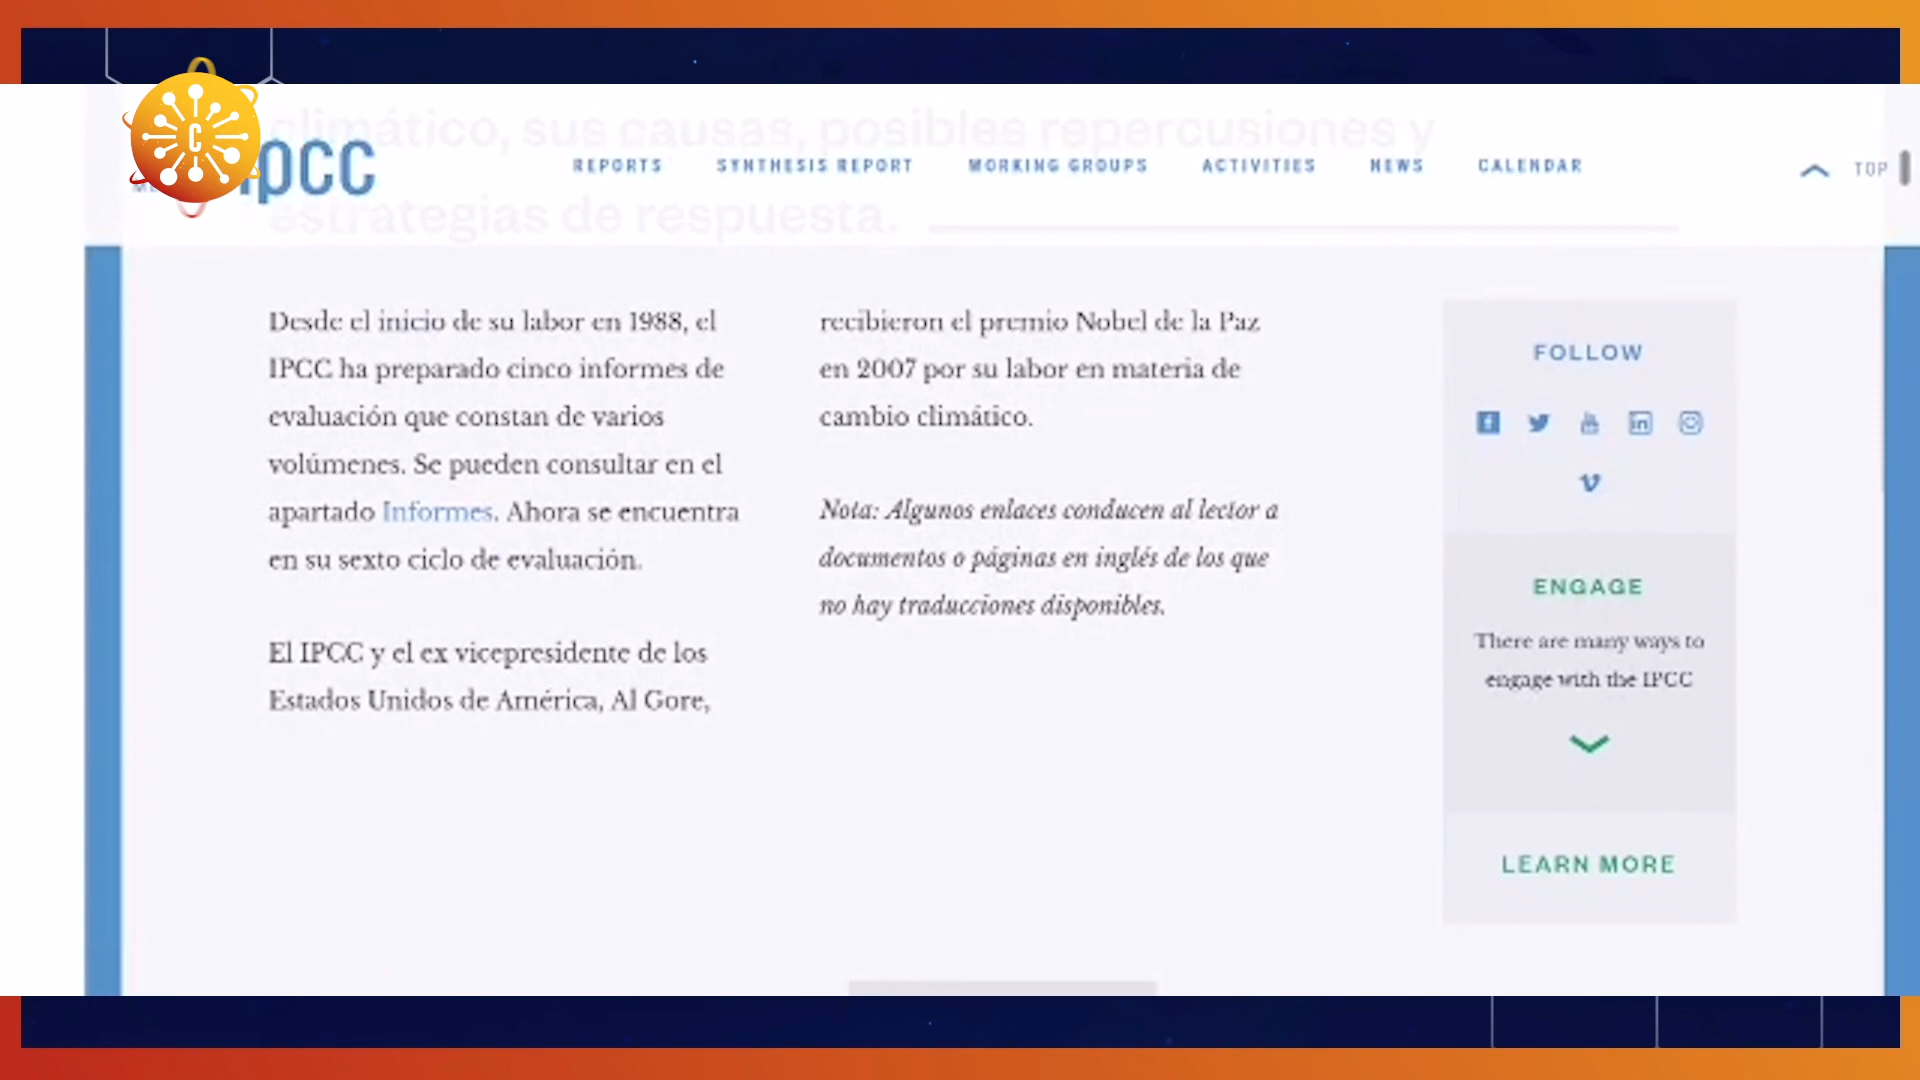 climático, sus causas, posibles repercusiones y
ipcc
REPORTS SYNTHESIS REPORT WORKING GROUPS ACTIVITIES NEWS CALENDAR
TOP
estrategias de respuesta.
Desde el inicio de su labor en 1988, el
IPCC ha preparado cinco informes de
evaluación que constan de varios
volúmenes. Se pueden consultar en el
apartado Informes. Ahora se encuentra
en su sexto ciclo de evaluación.
El IPCC y el ex vicepresidente de los
Estados Unidos de América, Al Gore,
recibieron el premio Nobel de la Paz
en 2007 por su labor en materia de
cambio climático.
Nota: Algunos enlaces conducen al lector a
documentos o páginas en inglés de los que
no hay traducciones disponibles.
FOLLOW
ENGAGE
There are many ways to
engage with the IPCC
LEARN MORE